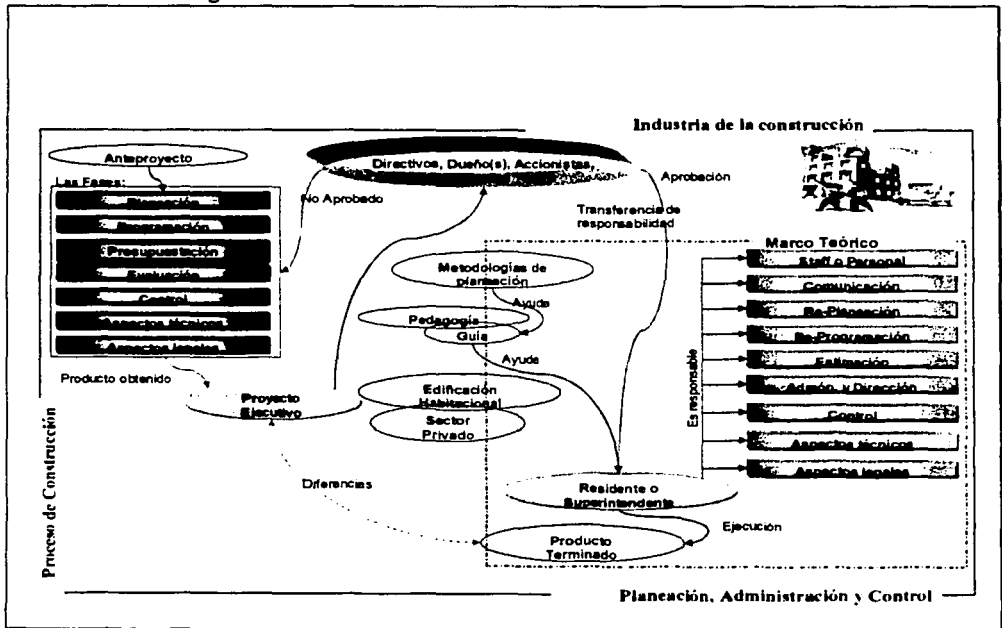 Industria de la construcción
Anteproyecto
Las Fases:
Planeación
Programación
Presupuestación
Evaluación
Control
Aspectos técnicos
Aspectos legales
Directivos, Dueño(s), Accionistas,
No Aprobado
Aprobación
Transferencia de
responsabilidad
Metodologías de
planeación
Ayuda
Pedagogía
Guía
Ayuda
Edificación
Habitacional
Sector
Privado
Producto obtenido
Proyecto
Ejecutivo
Diferencias
Marco Teórico
Staff o Personal
Comunicación
Re-Planeación
Re-Programación
Estimación
Admón. y Dirección
Control
Aspectos técnicos
Aspectos legales
Es responsable
Residente o
Superintendente
Ejecución
Producto
Terminado
Proceso de Construcción
Planeación, Administración y Control